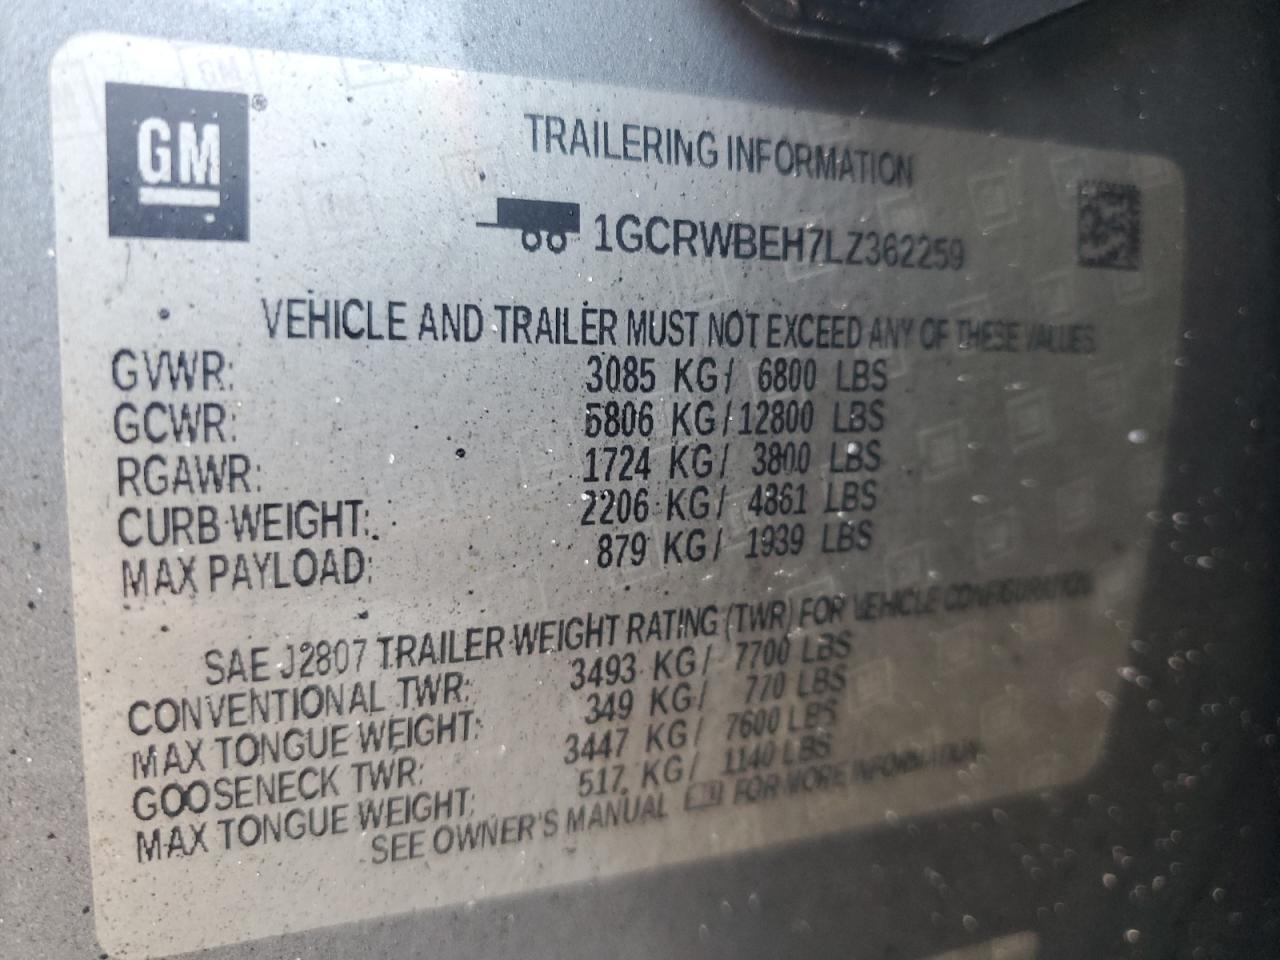 GM®
TRAILERING INFORMATION
1GCRWBEH7LZ362259
VEHICLE AND TRAILER MUST NOT EXCEED ANY OF THESE VALUES
GVWR: 3085 KG/ 6800 LBS
GCWR: 5806 KG/12800 LBS
RGAWR: 1724 KG/ 3800 LBS
CURB WEIGHT: 2206 KG/ 4861 LBS
MAX PAYLOAD: 879 KG/ 1939 LBS
SAE J2807 TRAILER WEIGHT RATING (TWR) FOR VEHICLE CONFIGURATION
CONVENTIONAL TWR: 3493 KG/ 7700 LBS
MAX TONGUE WEIGHT: 349 KG/ 770 LBS
GOOSENECK TWR: 3447 KG/ 7600 LBS
MAX TONGUE WEIGHT: 517 KG/ 1140 LBS
SEE OWNER'S MANUAL FOR MORE INFORMATION